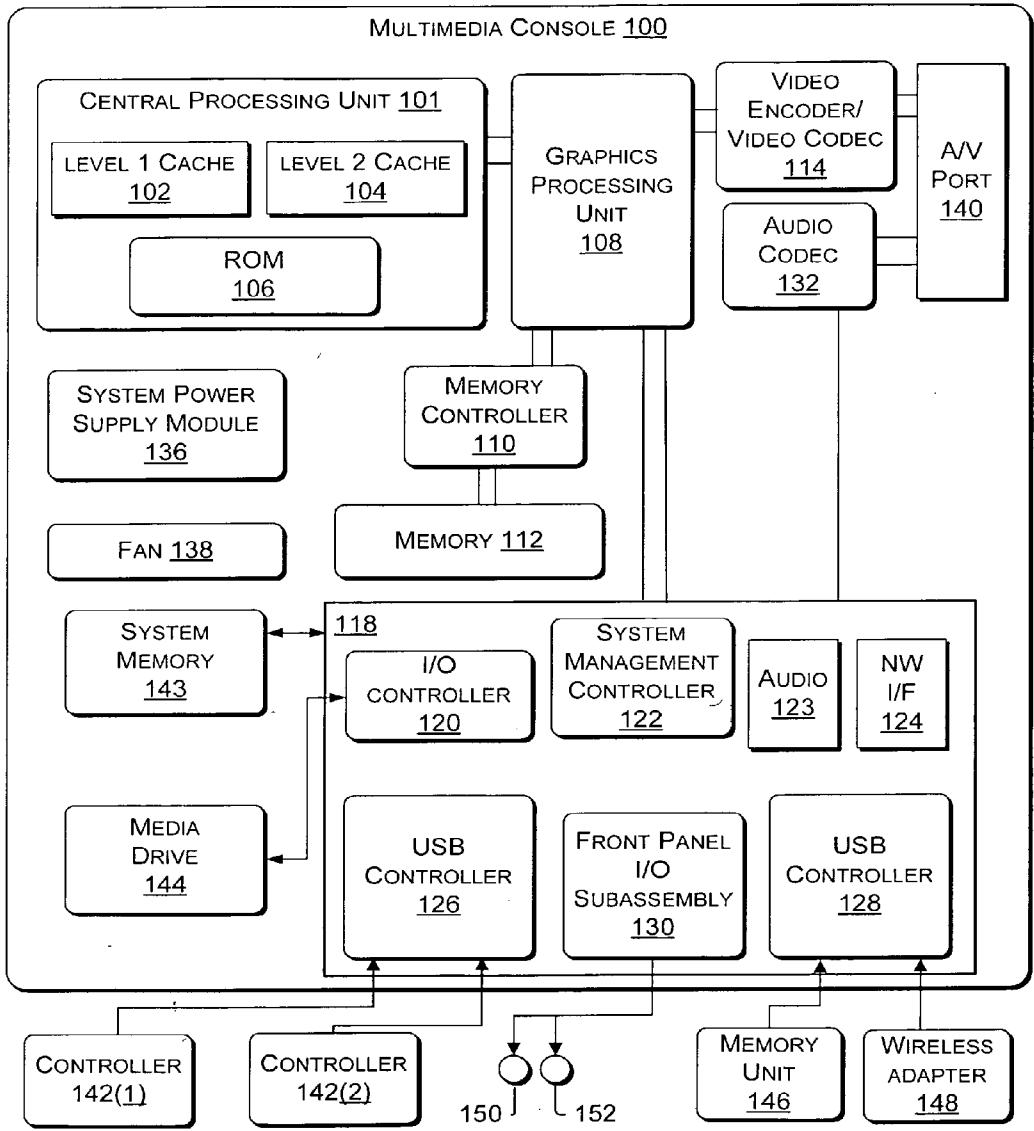 MULTIMEDIA CONSOLE 100
CENTRAL PROCESSING UNIT 101
LEVEL 1 CACHE
102
LEVEL 2 CACHE
104
ROM
106
GRAPHICS
PROCESSING
UNIT
108
VIDEO
ENCODER/
VIDEO CODEC
114
A/V
PORT
140
AUDIO
CODEC
132
SYSTEM POWER
SUPPLY MODULE
136
MEMORY
CONTROLLER
110
MEMORY 112
FAN 138
SYSTEM
MEMORY
143
118
I/O
CONTROLLER
120
SYSTEM
MANAGEMENT
CONTROLLER
122
AUDIO
123
NW
I/F
124
MEDIA
DRIVE
144
USB
CONTROLLER
126
FRONT PANEL
I/O
SUBASSEMBLY
130
USB
CONTROLLER
128
CONTROLLER
142(1)
CONTROLLER
142(2)
150
152
MEMORY
UNIT
146
WIRELESS
ADAPTER
148